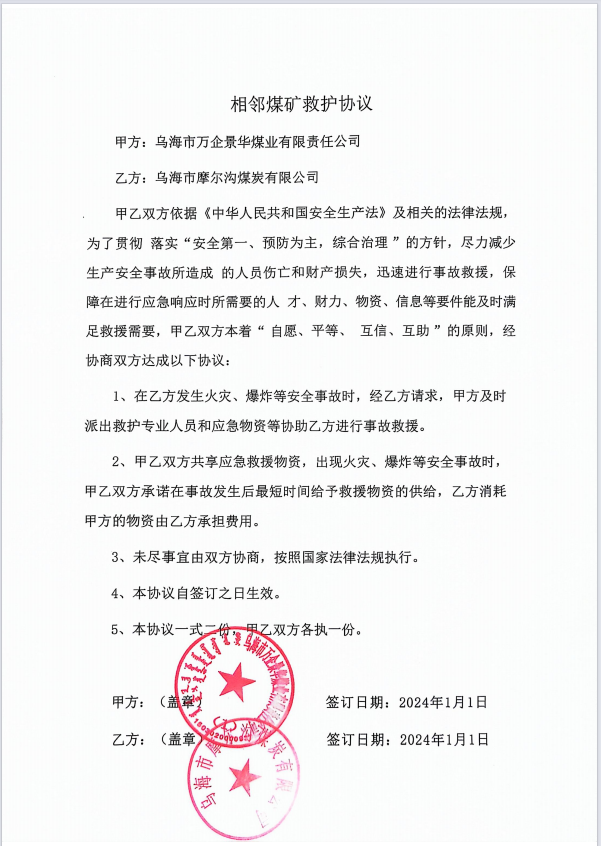 相邻煤矿救护协议
甲方：乌海市万企景华煤业有限责任公司
乙方：乌海市摩尔沟煤炭有限公司
甲乙双方依据《中华人民共和国安全生产法》及相关的法律法规，
为了贯彻 落实“安全第一、预防为主，综合治理 ”的方针，尽力减少
生产安全事故所造成 的人员伤亡和财产损失，迅速进行事故救援，保
障在进行应急响应时所需要的人 才、财力、物资、信息等要件能及时满
足救援需要，甲乙双方本着“ 自愿、平等、 互信、互助 ”的原则，经
协商双方达成以下协议：
1、在乙方发生火灾、爆炸等安全事故时，经乙方请求，甲方及时
派出救护专业人员和应急物资等协助乙方进行事故救援。
2、甲乙双方共享应急救援物资，出现火灾、爆炸等安全事故时，
甲乙双方承诺在事故发生后最短时间给予救援物资的供给，乙方消耗
甲方的物资由乙方承担费用。
3、未尽事宜由双方协商，按照国家法律法规执行。
4、本协议自签订之日生效。
5、本协议一式二份，甲乙双方各执一份。
甲方：（盖章） 签订日期：2024年1月1日
乙方：（盖章） 签订日期：2024年1月1日
乌海市摩 沟煤炭有限公司